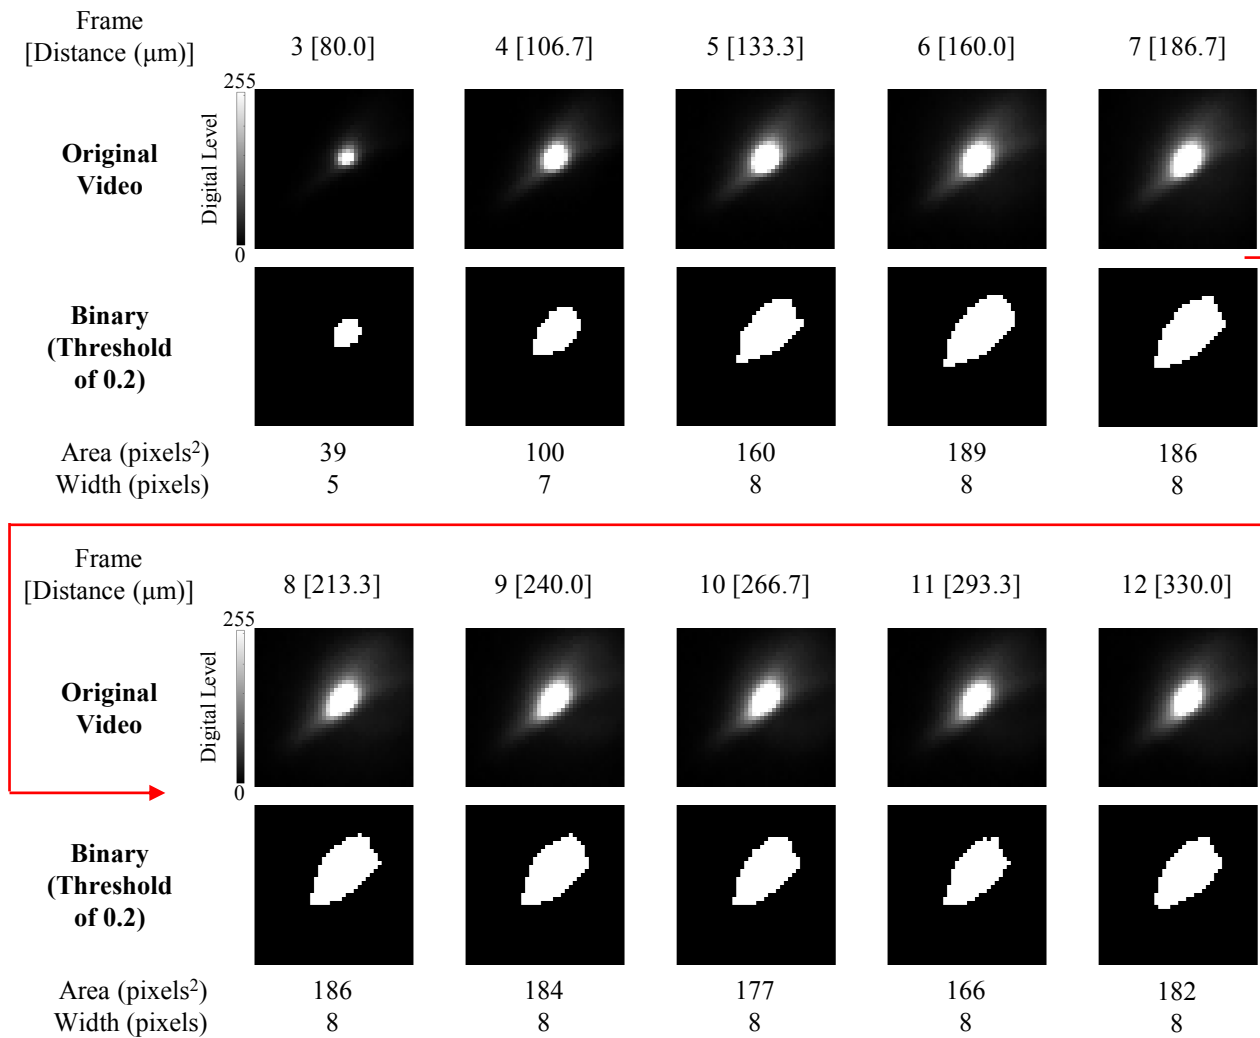 Frame
[Distance (μm)] 3 [80.0] 4 [106.7] 5 [133.3] 6 [160.0] 7 [186.7]
255
Original
Video
Digital Level
0
Binary
(Threshold
of 0.2)
Area (pixels²) 39 100 160 189 186
Width (pixels) 5 7 8 8 8
Frame
[Distance (μm)] 8 [213.3] 9 [240.0] 10 [266.7] 11 [293.3] 12 [330.0]
255
Original
Video
Digital Level
0
Binary
(Threshold
of 0.2)
Area (pixels²) 186 184 177 166 182
Width (pixels) 8 8 8 8 8